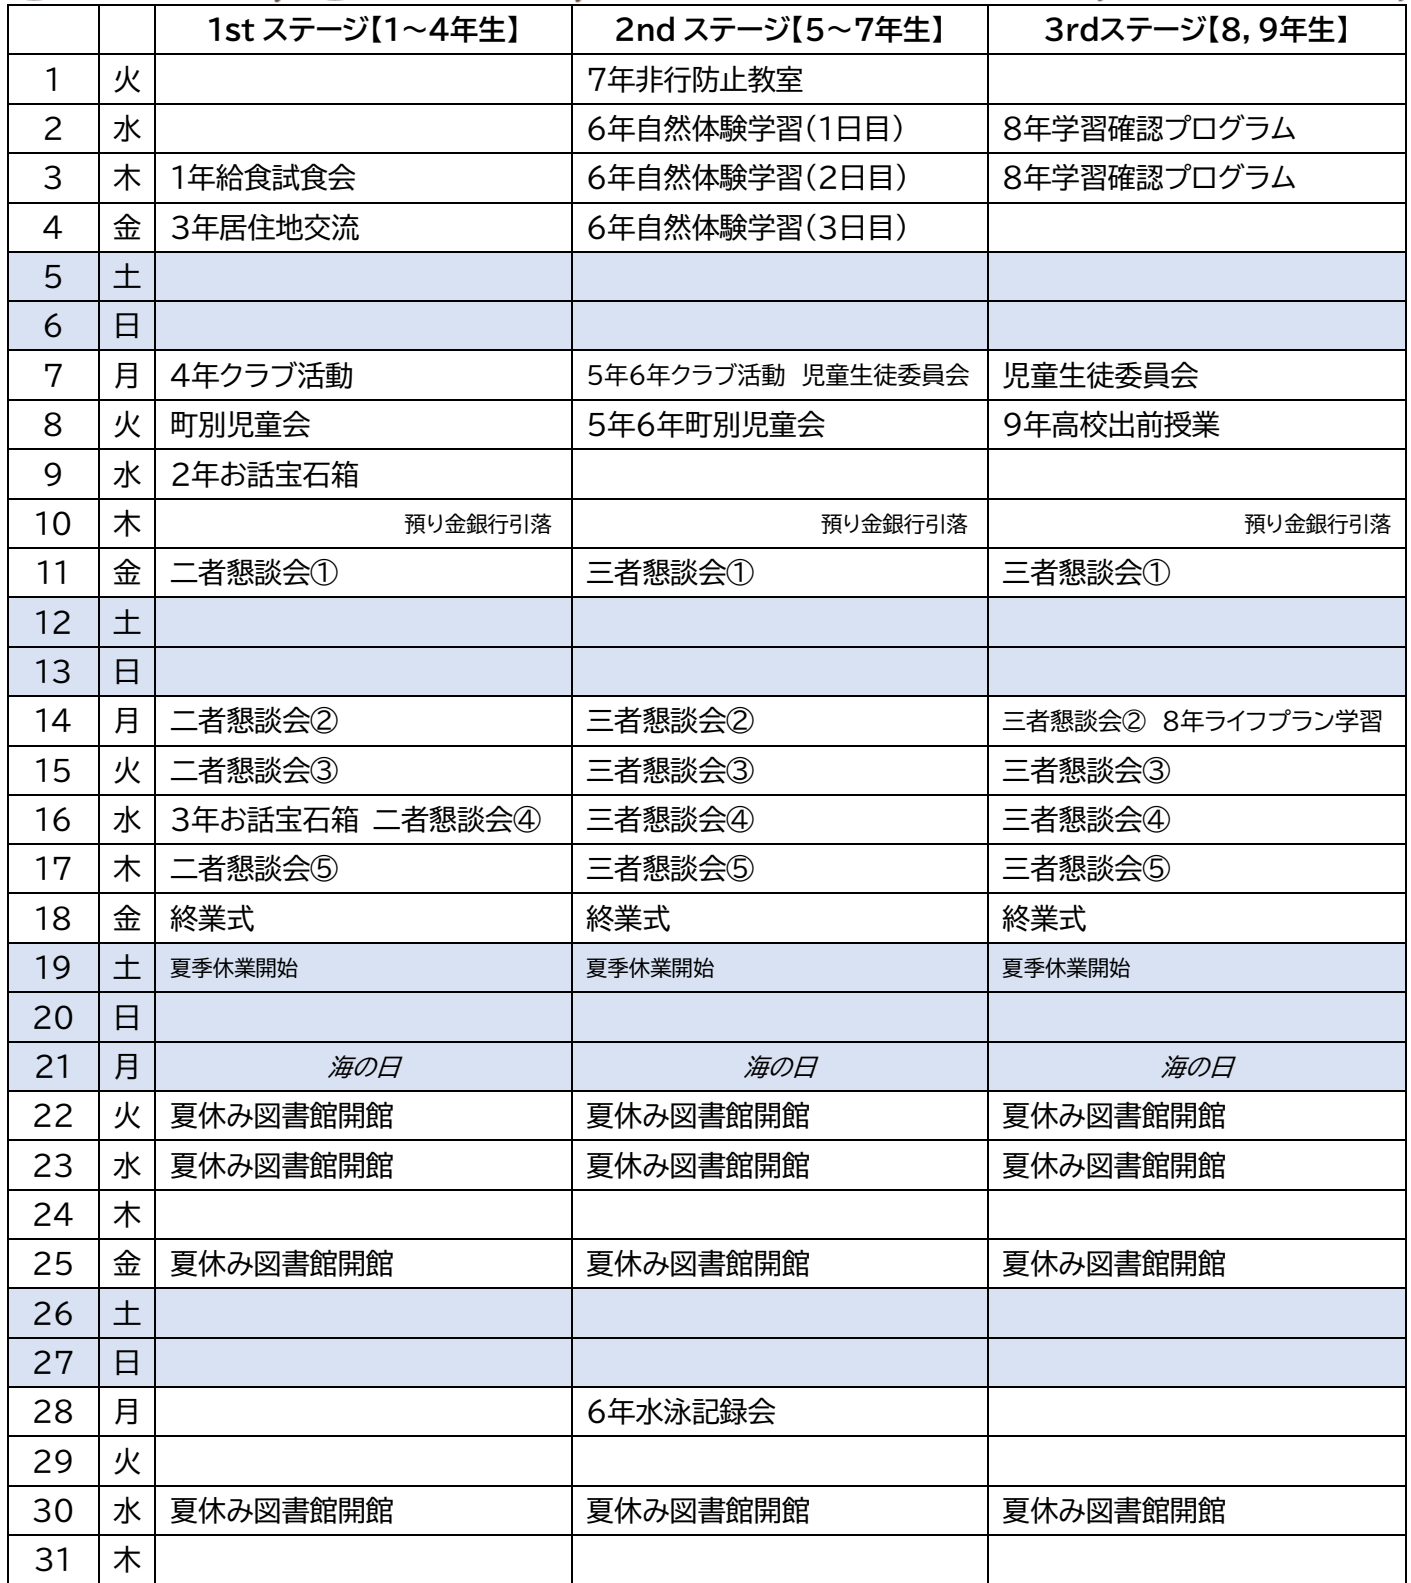 1st ステージ【1～4年生】 2nd ステージ【5～7年生】 3rdステージ【8，9年生】
1 火 7年非行防止教室
2 水 6年自然体験学習（1日目） 8年学習確認プログラム
3 木 1年給食試食会 6年自然体験学習（2日目） 8年学習確認プログラム
4 金 3年居住地交流 6年自然体験学習（3日目）
5 土
6 日
7 月 4年クラブ活動 5年6年クラブ活動　児童生徒委員会 児童生徒委員会
8 火 町別児童会 5年6年町別児童会 9年高校出前授業
9 水 2年お話宝石箱
10 木 預り金銀行引落 預り金銀行引落 預り金銀行引落
11 金 二者懇談会① 三者懇談会① 三者懇談会①
12 土
13 日
14 月 二者懇談会② 三者懇談会② 三者懇談会②　8年ライフプラン学習
15 火 二者懇談会③ 三者懇談会③ 三者懇談会③
16 水 3年お話宝石箱　二者懇談会④ 三者懇談会④ 三者懇談会④
17 木 二者懇談会⑤ 三者懇談会⑤ 三者懇談会⑤
18 金 終業式 終業式 終業式
19 土 夏季休業開始 夏季休業開始 夏季休業開始
20 日
21 月 海の日 海の日 海の日
22 火 夏休み図書館開館 夏休み図書館開館 夏休み図書館開館
23 水 夏休み図書館開館 夏休み図書館開館 夏休み図書館開館
24 木
25 金 夏休み図書館開館 夏休み図書館開館 夏休み図書館開館
26 土
27 日
28 月 6年水泳記録会
29 火
30 水 夏休み図書館開館 夏休み図書館開館 夏休み図書館開館
31 木